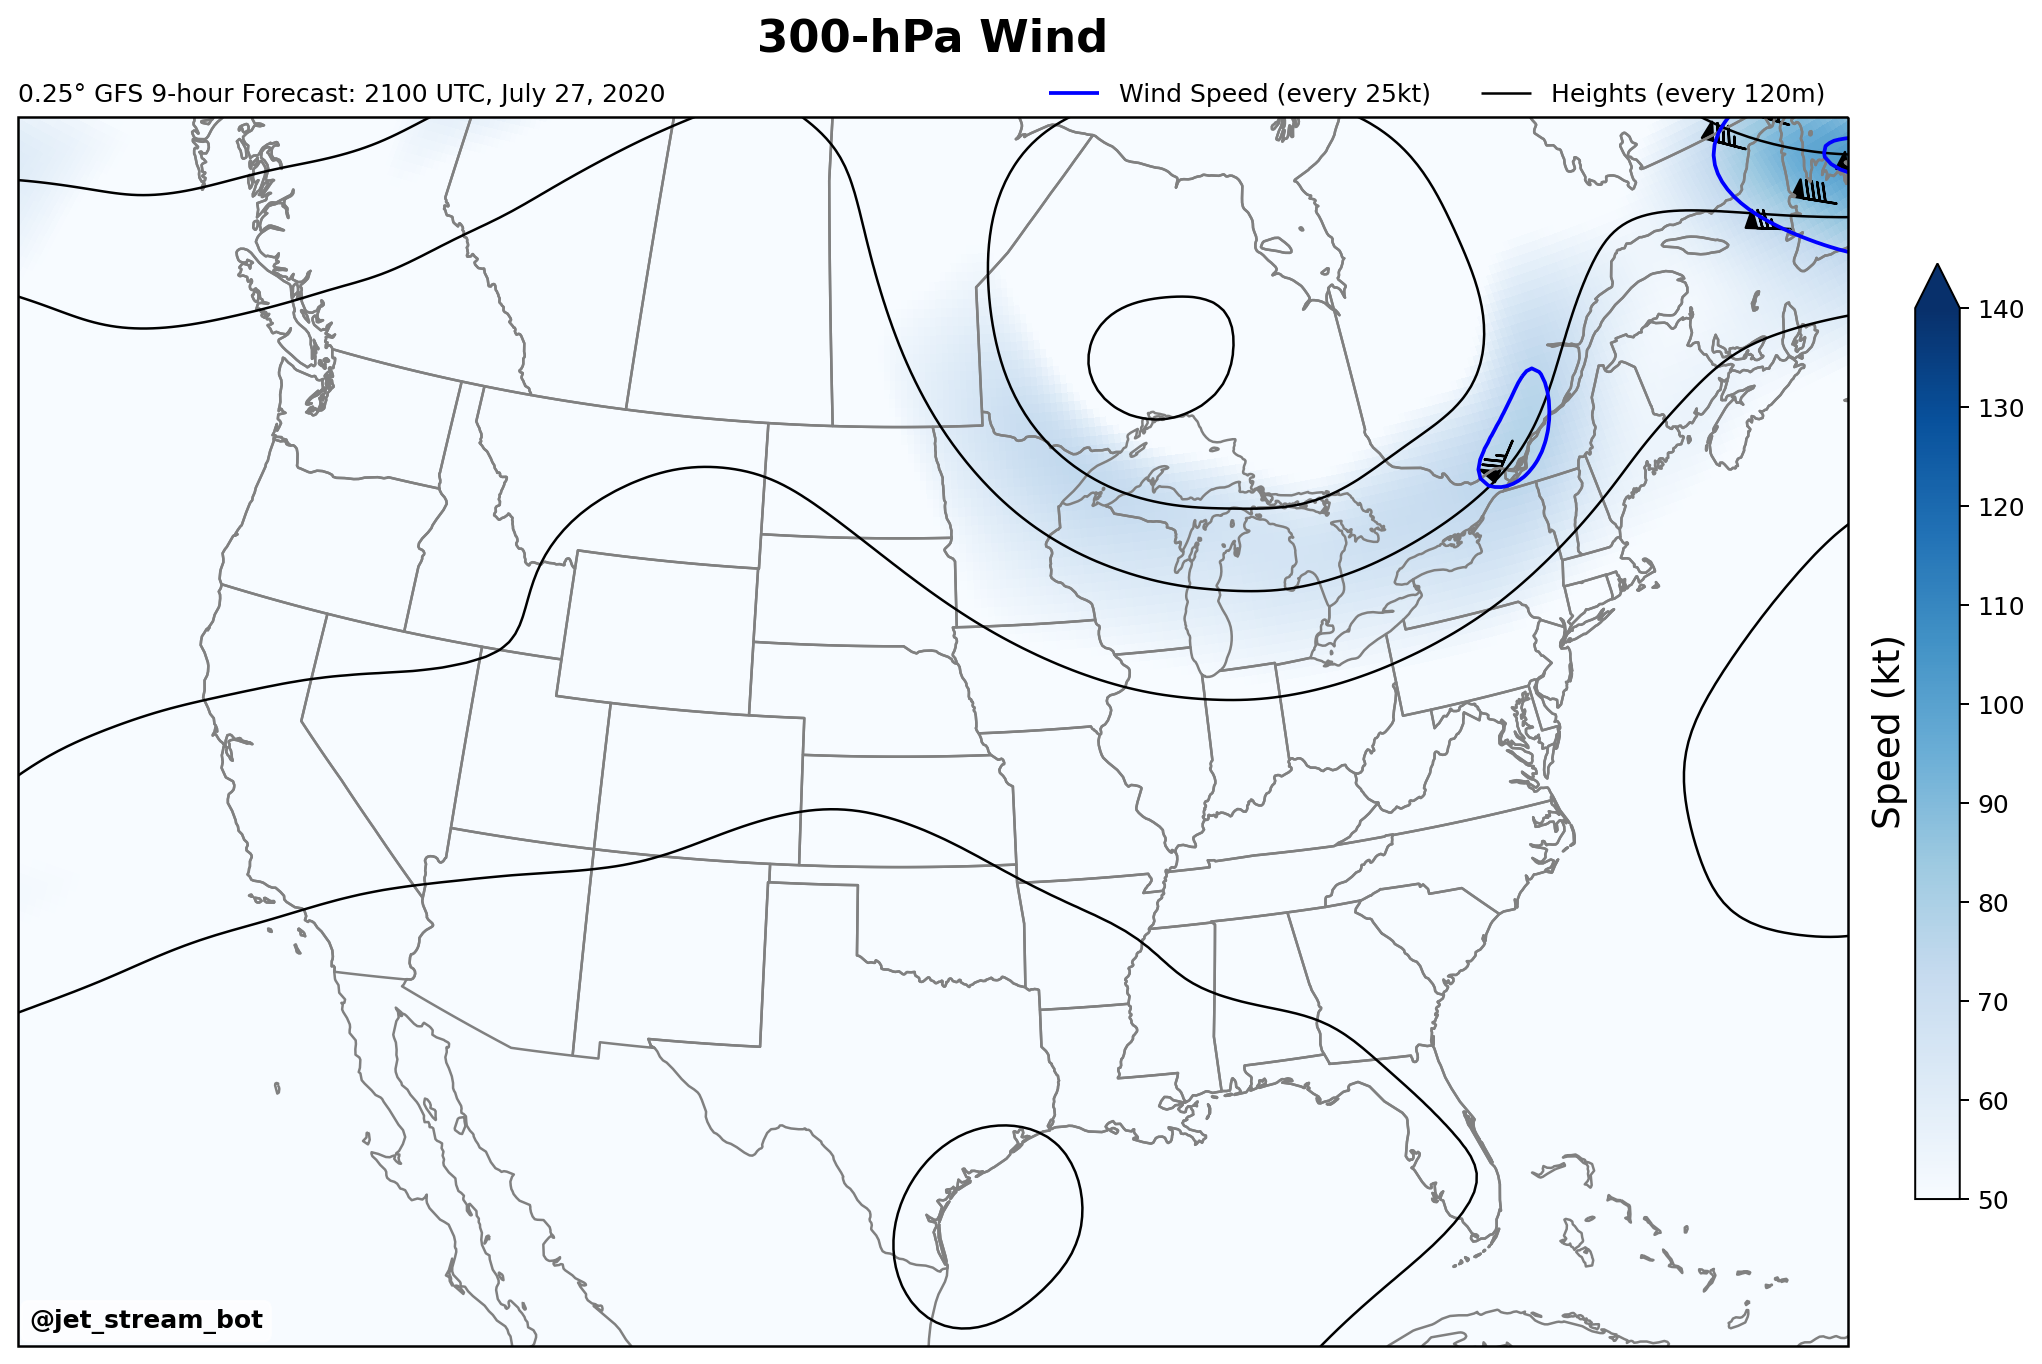 300-hPa Wind
0.25° GFS 9-hour Forecast: 2100 UTC, July 27, 2020
Wind Speed (every 25kt)
Heights (every 120m)
140
130
120
110
100
90
80
70
60
50
Speed (kt)
@jet_stream_bot